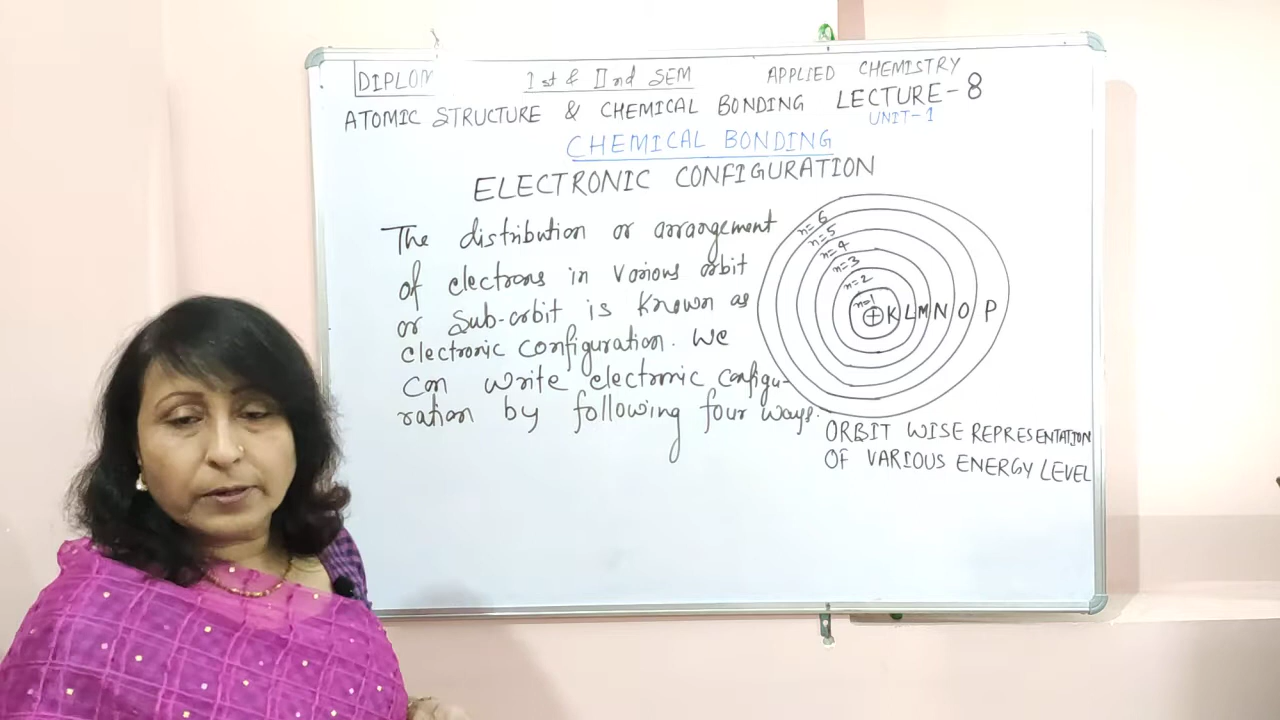 DIPLOM 1st & IInd SEM APPLIED CHEMISTRY
ATOMIC STRUCTURE & CHEMICAL BONDING LECTURE-8
UNIT-1
CHEMICAL BONDING
ELECTRONIC CONFIGURATION
The distribution or arrangement
of electrons in various orbit
or sub-orbit is known as
electronic configuration. We
can write electronic configu-
ration by following four ways.
n=6
n=5
n=4
n=3
n=2
n=1
+ K L M N O P
ORBIT WISE REPRESENTATION
OF VARIOUS ENERGY LEVEL